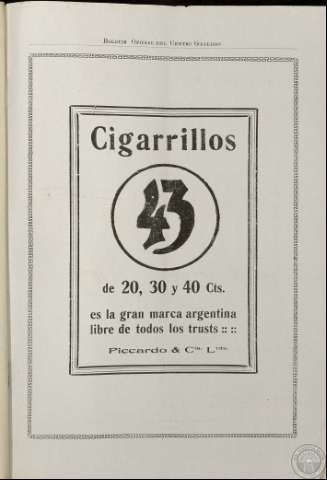 Boletin Oficial del Centro Gallego
Cigarrillos
43
de 20, 30 y 40 Cts.
es la gran marca argentina
libre de todos los trusts :: ::
Piccardo & Cía. Ltda.